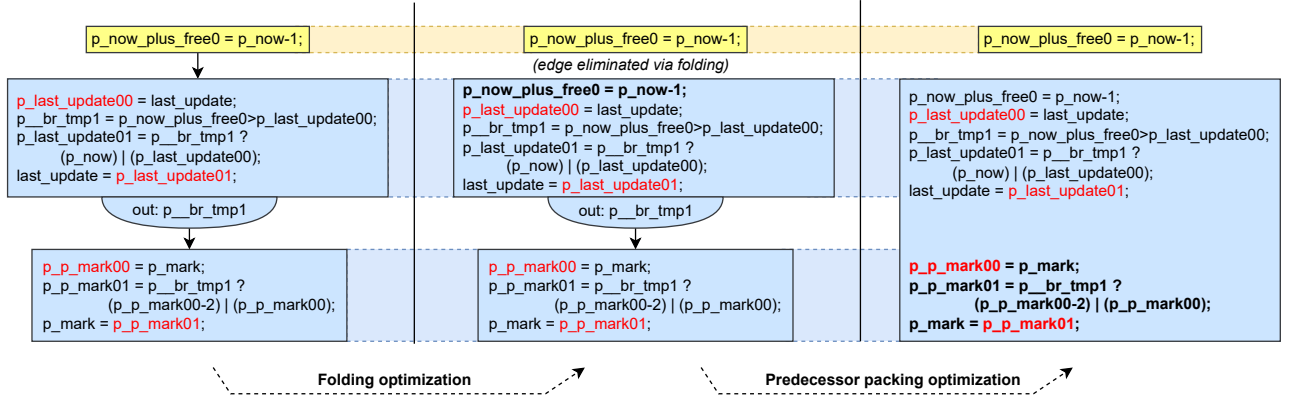 p_now_plus_free0 = p_now-1;
p_last_update00 = last_update;
p__br_tmp1 = p_now_plus_free0>p_last_update00;
p_last_update01 = p__br_tmp1 ?
(p_now) | (p_last_update00);
last_update = p_last_update01;
out: p__br_tmp1
p_p_mark00 = p_mark;
p_p_mark01 = p__br_tmp1 ?
(p_p_mark00-2) | (p_p_mark00);
p_mark = p_p_mark01;
p_now_plus_free0 = p_now-1;
(edge eliminated via folding)
p_now_plus_free0 = p_now-1;
p_last_update00 = last_update;
p__br_tmp1 = p_now_plus_free0>p_last_update00;
p_last_update01 = p__br_tmp1 ?
(p_now) | (p_last_update00);
last_update = p_last_update01;
out: p__br_tmp1
p_p_mark00 = p_mark;
p_p_mark01 = p__br_tmp1 ?
(p_p_mark00-2) | (p_p_mark00);
p_mark = p_p_mark01;
p_now_plus_free0 = p_now-1;
p_now_plus_free0 = p_now-1;
p_last_update00 = last_update;
p__br_tmp1 = p_now_plus_free0>p_last_update00;
p_last_update01 = p__br_tmp1 ?
(p_now) | (p_last_update00);
last_update = p_last_update01;
p_p_mark00 = p_mark;
p_p_mark01 = p__br_tmp1 ?
(p_p_mark00-2) | (p_p_mark00);
p_mark = p_p_mark01;
Folding optimization
Predecessor packing optimization